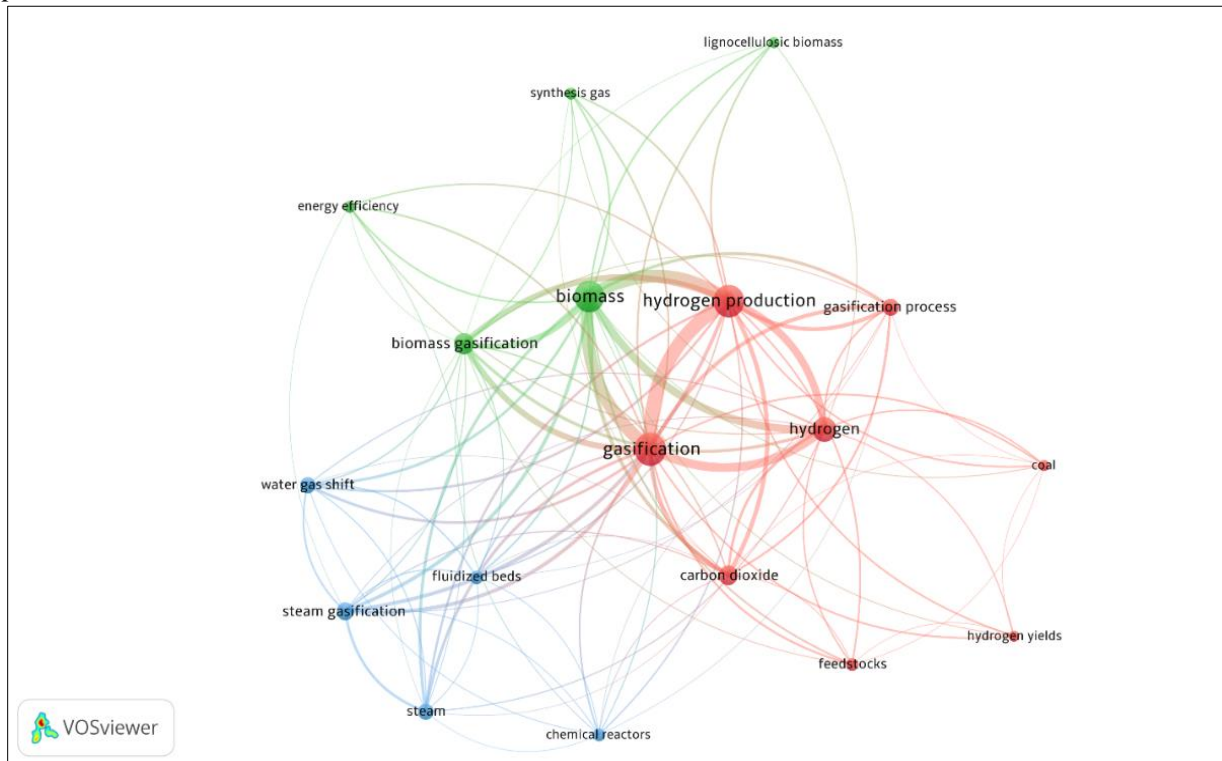 lignocellulosic biomass
synthesis gas
energy efficiency
biomass
hydrogen production
gasification process
biomass gasification
hydrogen
gasification
coal
water gas shift
fluidized beds
carbon dioxide
steam gasification
hydrogen yields
feedstocks
steam
chemical reactors
VOSviewer